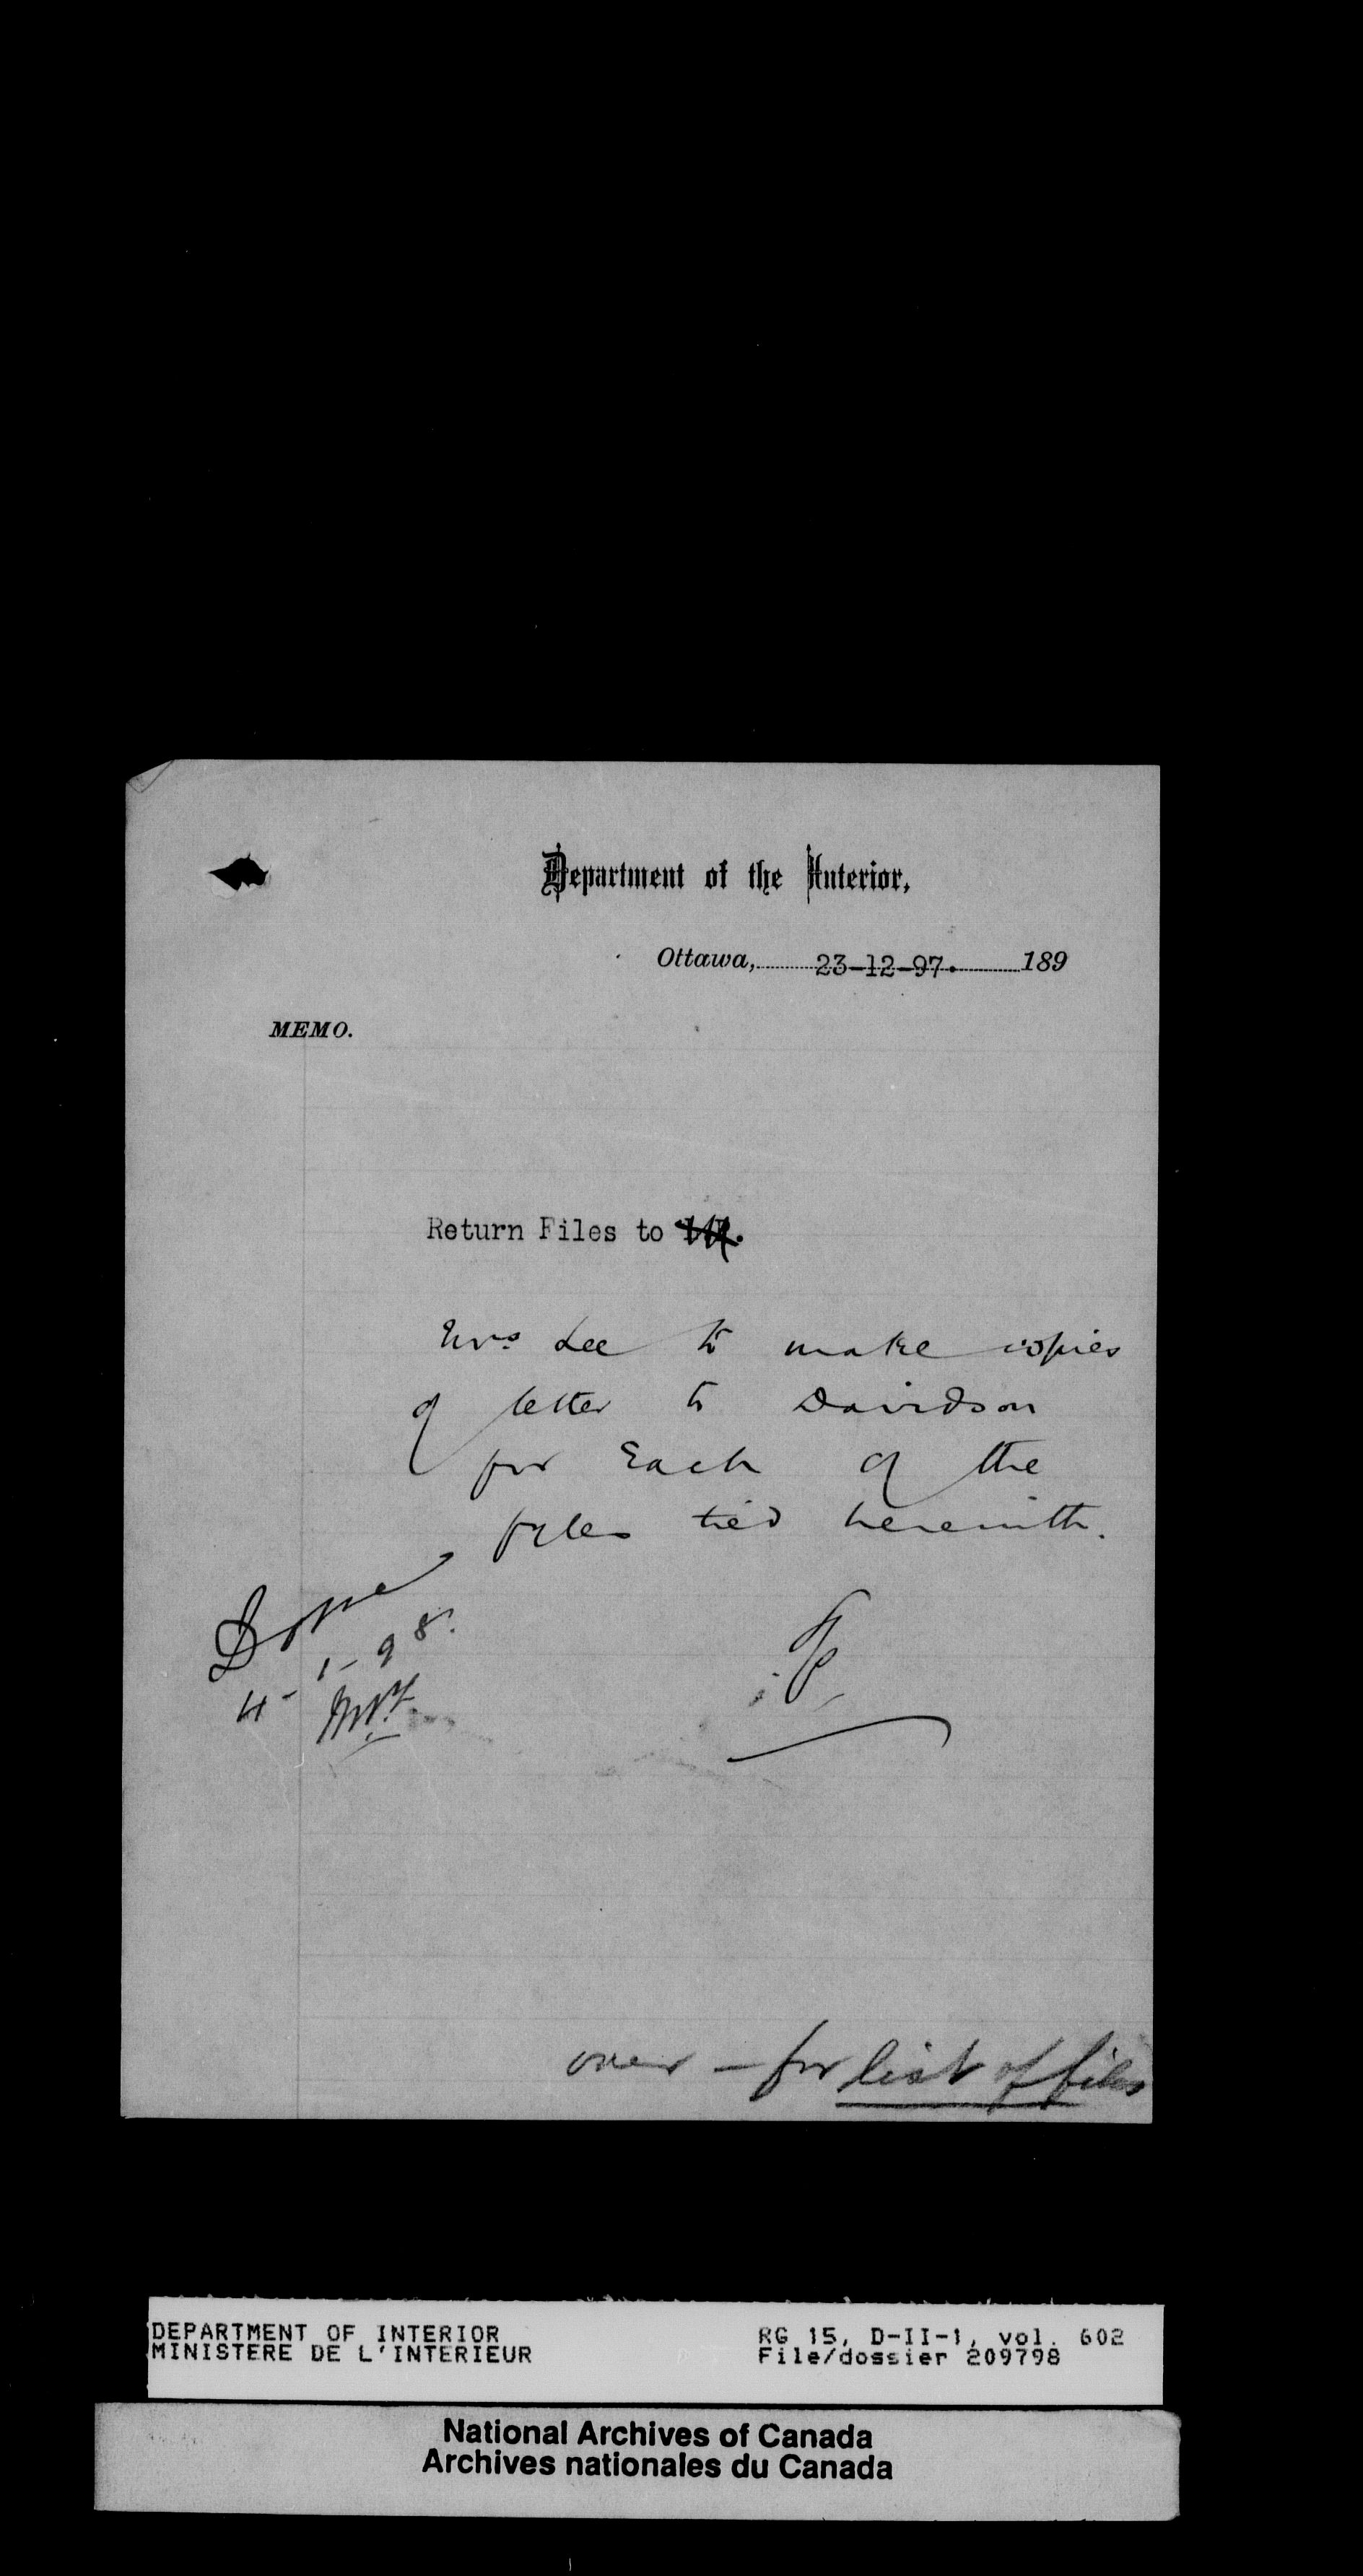 Department of the Interior,
Ottawa, 23-12-97. 189
MEMO.
Return Files to
Mrs Lee to make copies
of letter to Davidson
for Each of the
files tied herewith.
Done
4-1-98.
over - for list of files
DEPARTMENT OF INTERIOR
MINISTERE DE L'INTERIEUR
RG 15, D-II-1, vol. 602
File/dossier 209798
National Archives of Canada
Archives nationales du Canada